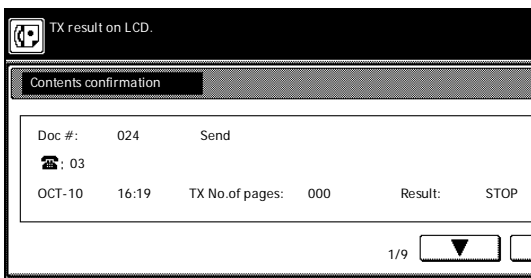 TX result on LCD.
Contents confirmation
Doc #: 024 Send
☎: 03
OCT-10 16:19 TX No.of pages: 000 Result: STOP
1/9 ▼